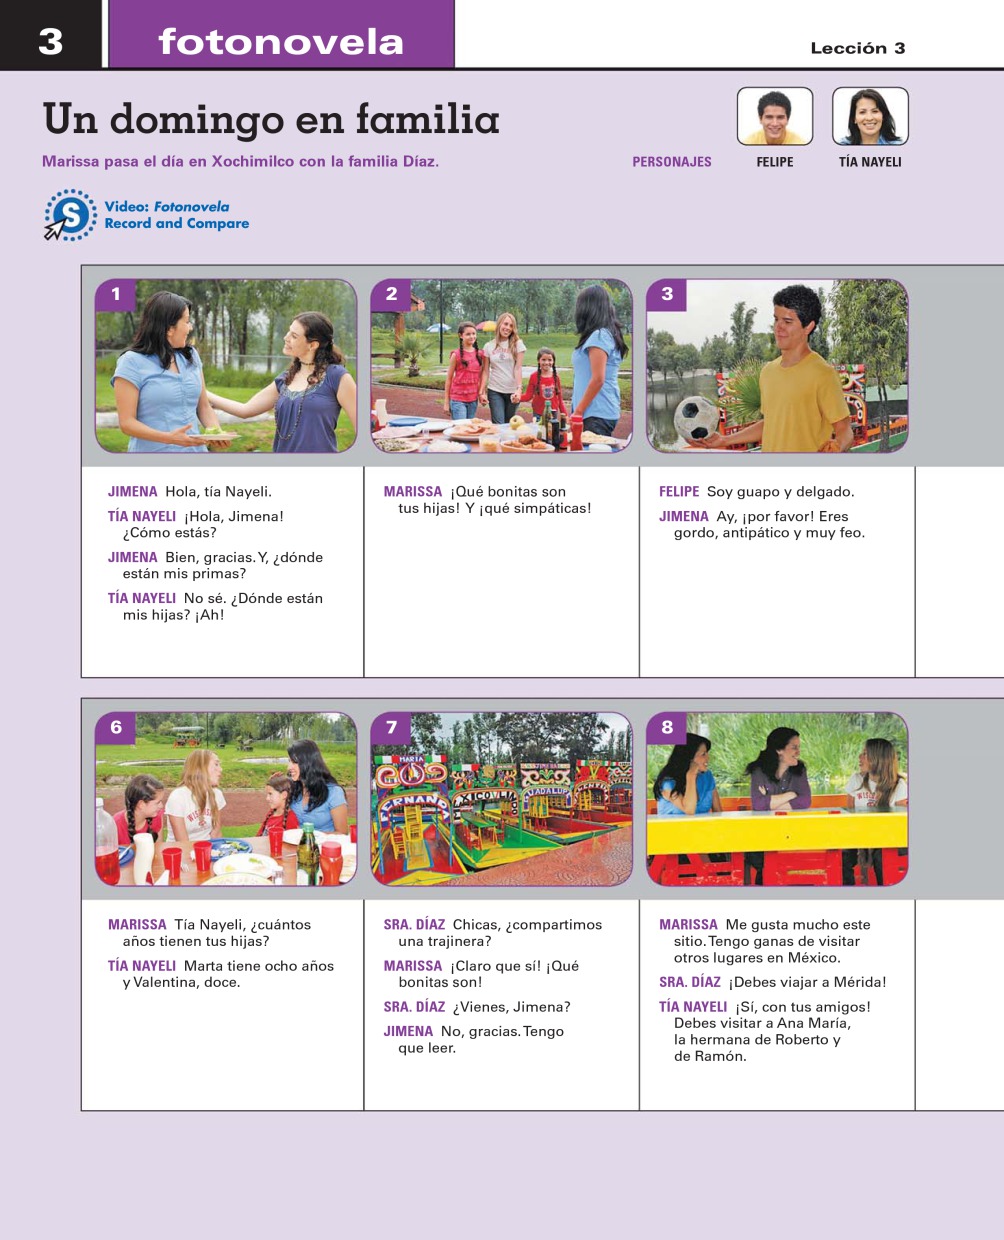 3
fotonovela
Lección 3
Un domingo en familia
Marissa pasa el día en Xochimilco con la familia Díaz.
PERSONAJES
FELIPE
TÍA NAYELI
S
Video: Fotonovela
Record and Compare
1
2
3
JIMENA Hola, tía Nayeli.
TÍA NAYELI ¡Hola, Jimena!
¿Cómo estás?
JIMENA Bien, gracias. Y, ¿dónde
están mis primas?
TÍA NAYELI No sé. ¿Dónde están
mis hijas? ¡Ah!
MARISSA ¡Qué bonitas son
tus hijas! Y ¡qué simpáticas!
FELIPE Soy guapo y delgado.
JIMENA Ay, ¡por favor! Eres
gordo, antipático y muy feo.
6
7
8
MARISSA Tía Nayeli, ¿cuántos
años tienen tus hijas?
TÍA NAYELI Marta tiene ocho años
y Valentina, doce.
SRA. DÍAZ Chicas, ¿compartimos
una trajinera?
MARISSA ¡Claro que sí! ¡Qué
bonitas son!
SRA. DÍAZ ¿Vienes, Jimena?
JIMENA No, gracias. Tengo
que leer.
MARISSA Me gusta mucho este
sitio. Tengo ganas de visitar
otros lugares en México.
SRA. DÍAZ ¡Debes viajar a Mérida!
TÍA NAYELI ¡Sí, con tus amigos!
Debes visitar a Ana María,
la hermana de Roberto y
de Ramón.